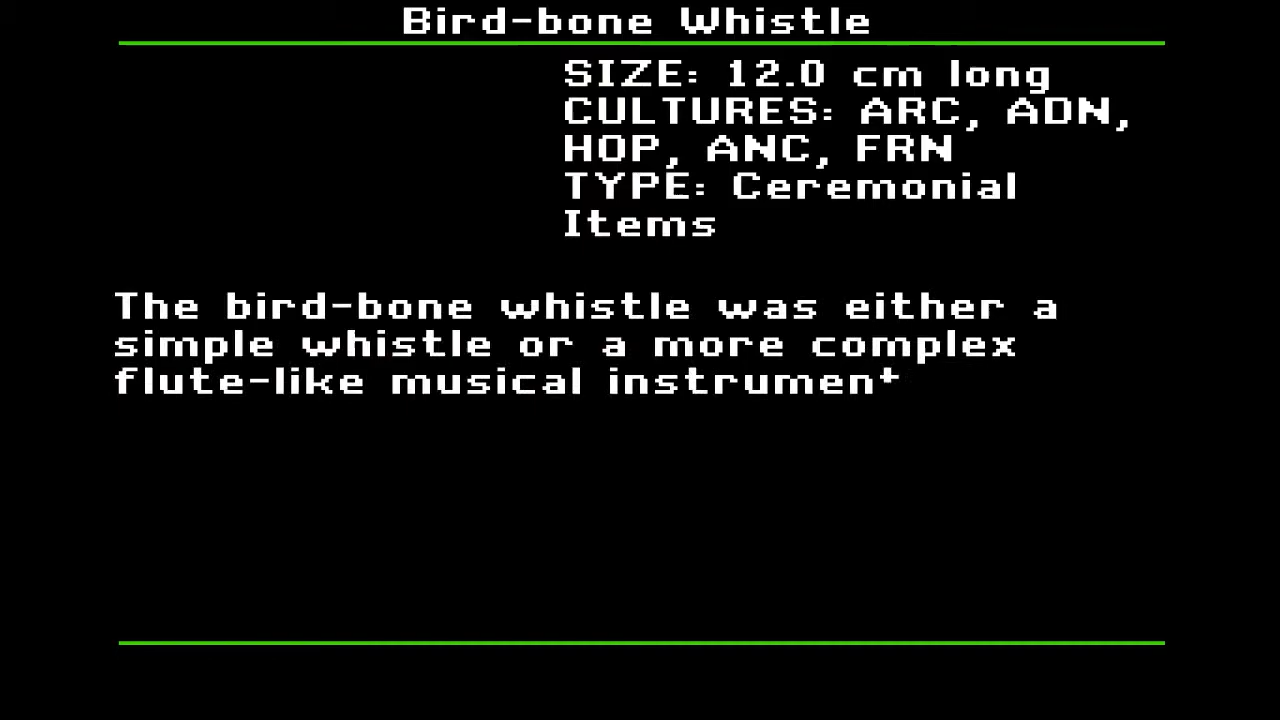 Bird-bone Whistle
SIZE: 12.0 cm long
CULTURES: ARC, ADN,
HOP, ANC, FRN
TYPE: Ceremonial
Items
The bird-bone whistle was either a
simple whistle or a more complex
flute-like musical instrument